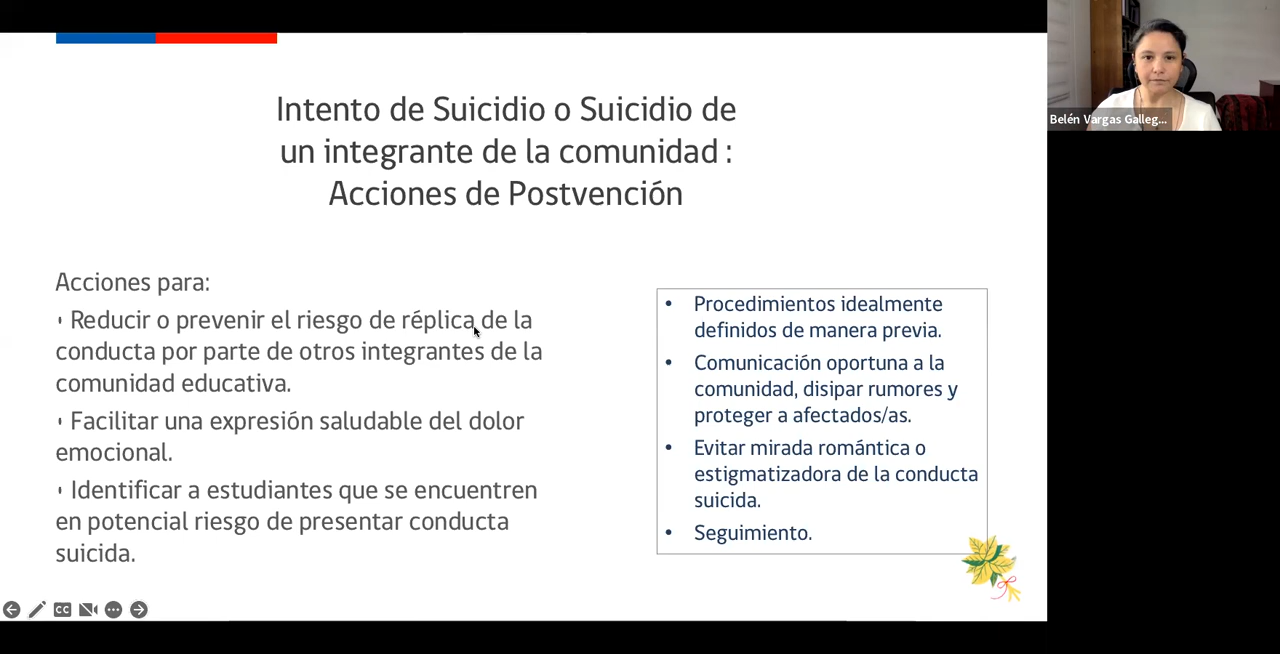 Intento de Suicidio o Suicidio de
un integrante de la comunidad :
Acciones de Postvención
Acciones para:
• Reducir o prevenir el riesgo de réplica de la
conducta por parte de otros integrantes de la
comunidad educativa.
• Facilitar una expresión saludable del dolor
emocional.
• Identificar a estudiantes que se encuentren
en potencial riesgo de presentar conducta
suicida.
• Procedimientos idealmente
definidos de manera previa.
• Comunicación oportuna a la
comunidad, disipar rumores y
proteger a afectados/as.
• Evitar mirada romántica o
estigmatizadora de la conducta
suicida.
• Seguimiento.
Belén Vargas Galleg...
CC